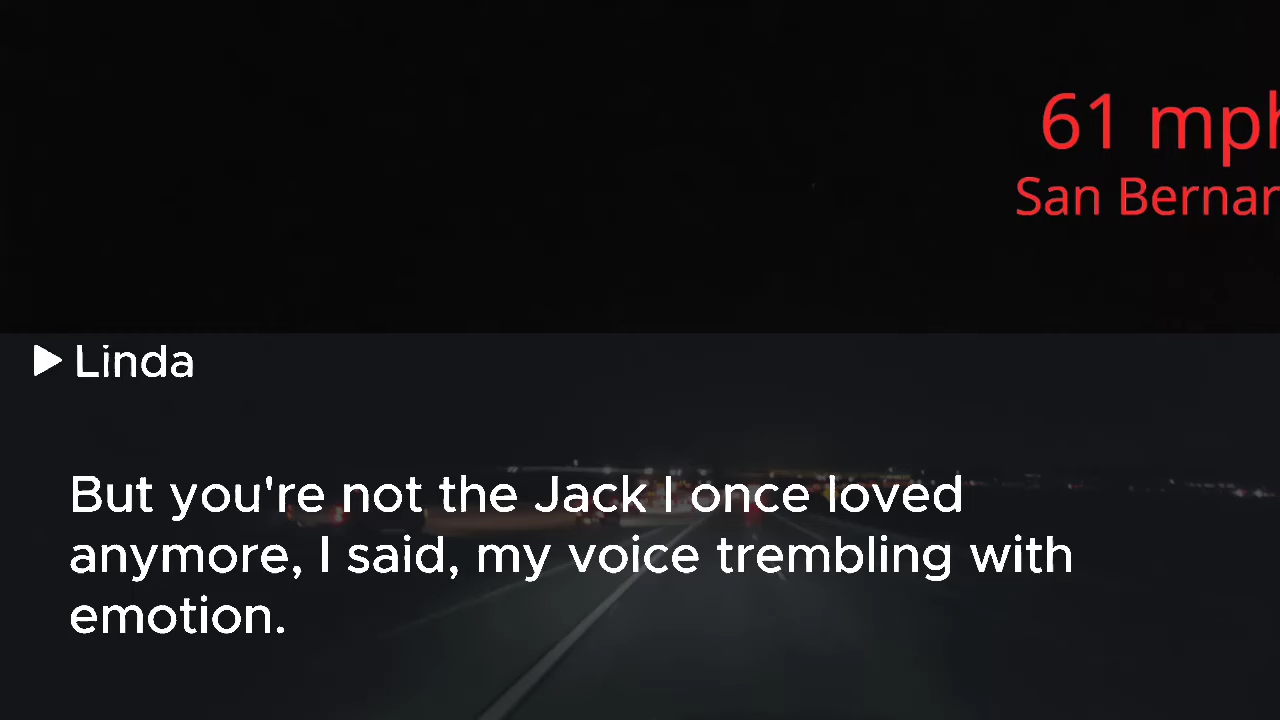 61 mph
San Bernar
Linda
But you're not the Jack I once loved
anymore, I said, my voice trembling with
emotion.